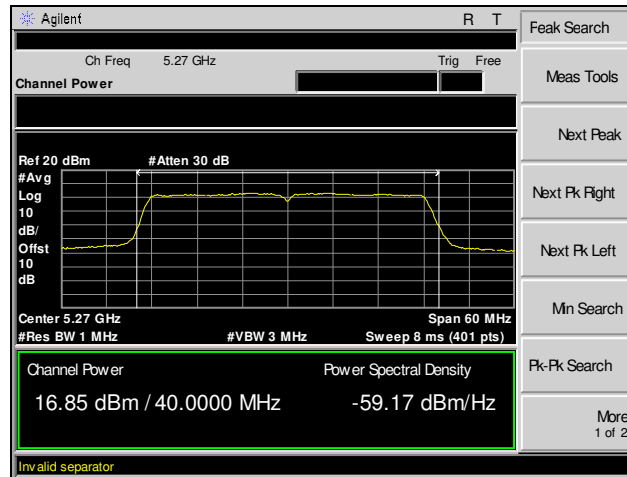 Agilent R T
Ch Freq 5.27 GHz Trig Free
Channel Power
Ref 20 dBm #Atten 30 dB
#Avg
Log
10
dB/
Offst
10
dB
Center 5.27 GHz Span 60 MHz
#Res BW 1 MHz #VBW 3 MHz Sweep 8 ms (401 pts)
Channel Power Power Spectral Density
16.85 dBm / 40.0000 MHz -59.17 dBm/Hz
Invalid separator
Feak Search
Meas Tools
Next Peak
Next Pk Right
Next Pk Left
Min Search
Pk-Pk Search
More
1 of 2